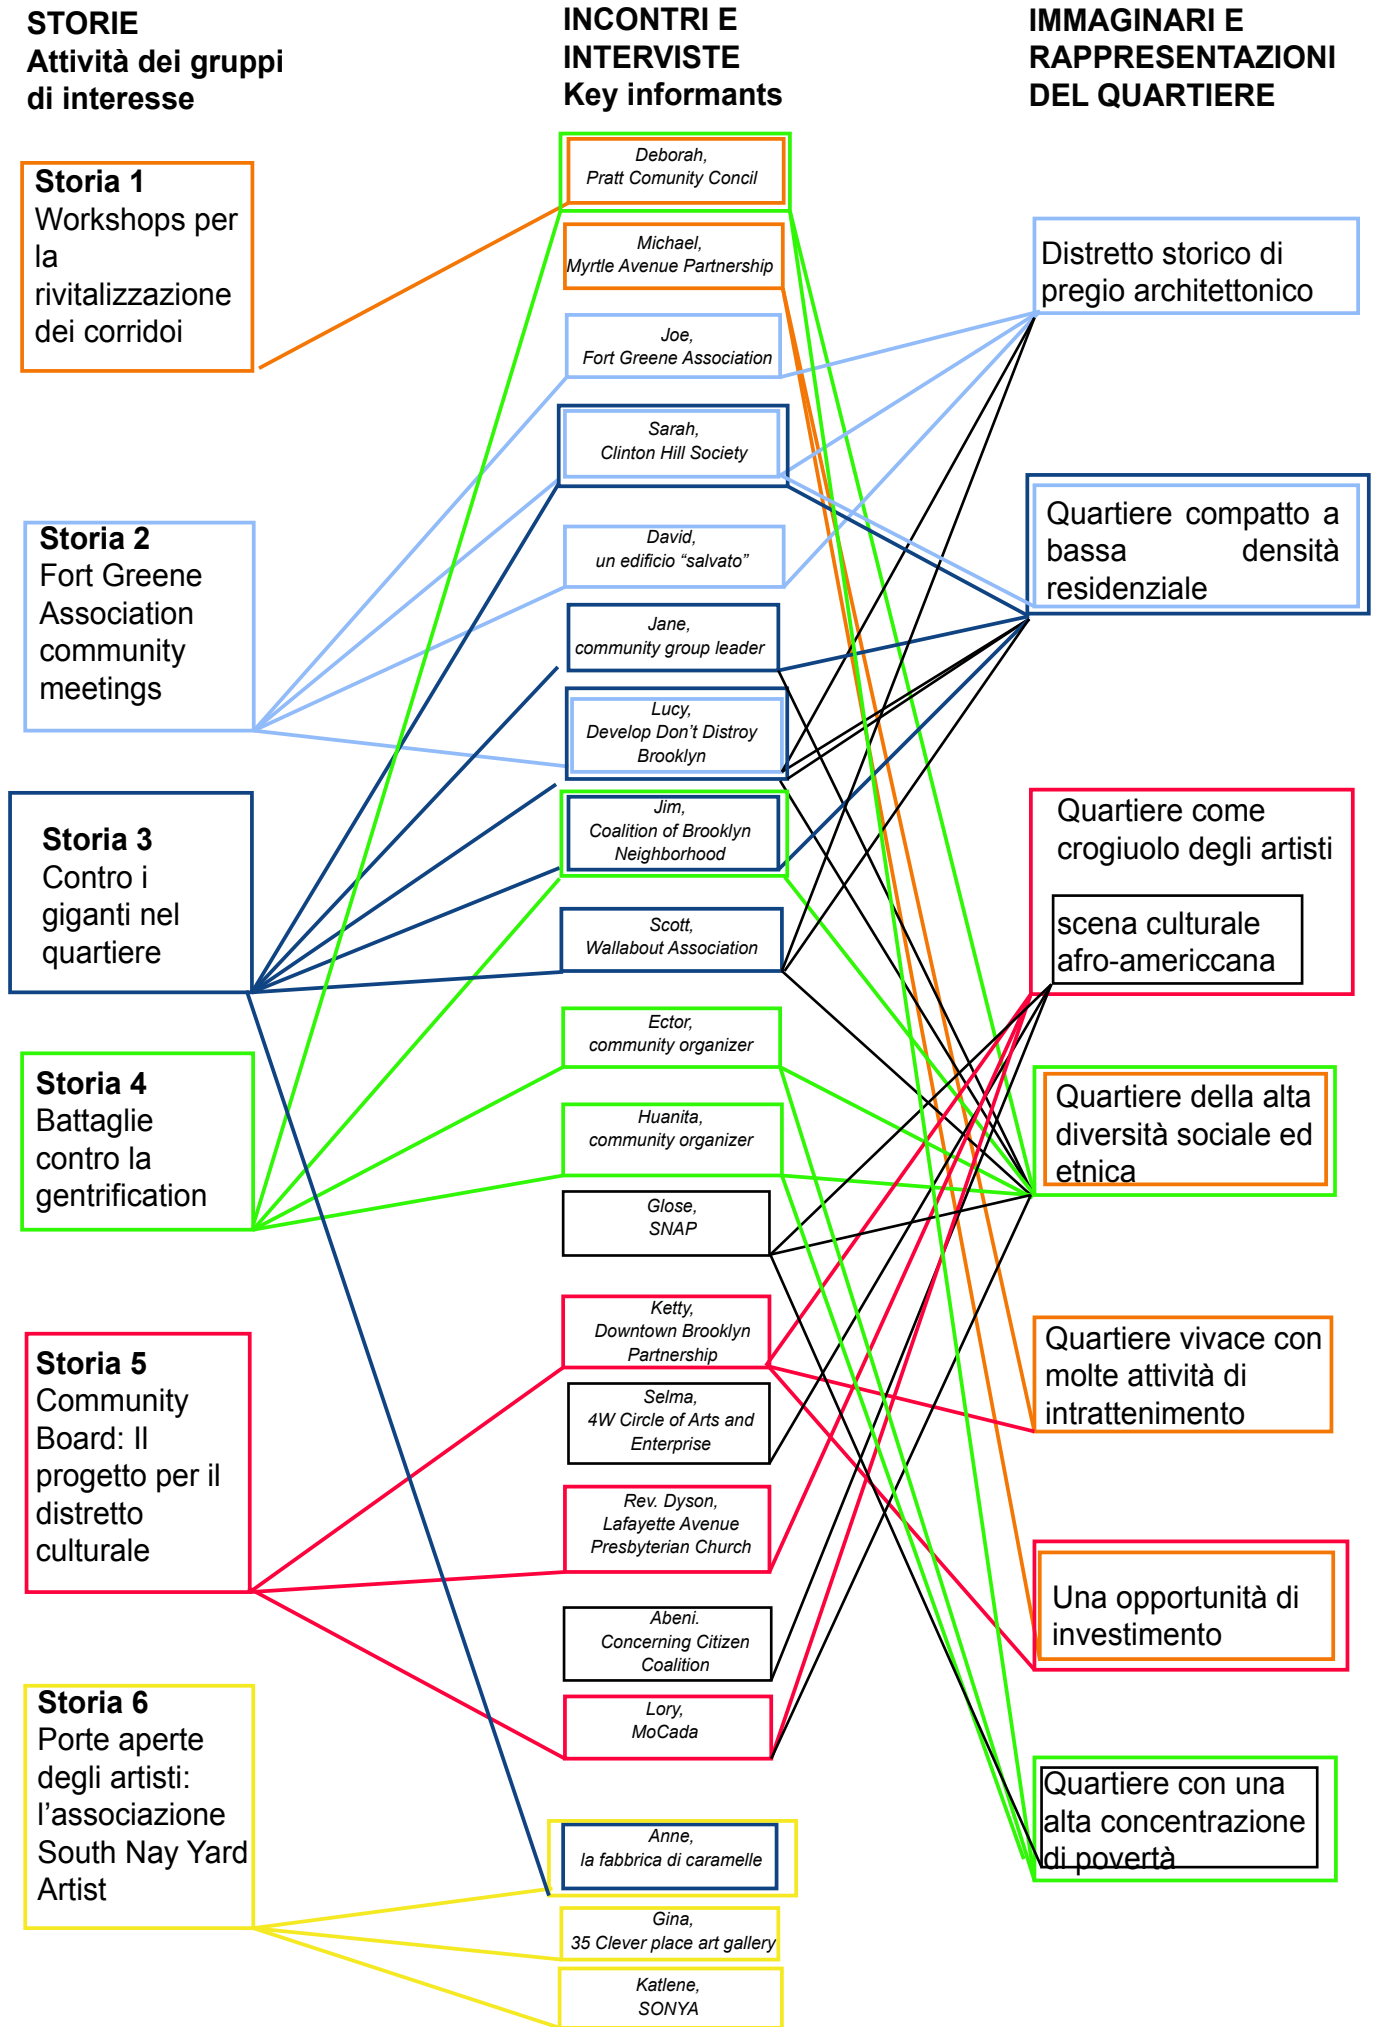 STORIE
Attività dei gruppi
di interesse
INCONTRI E
INTERVISTE
Key informants
IMMAGINARI E
RAPPRESENTAZIONI
DEL QUARTIERE
Storia 1
Workshops per
la
rivitalizzazione
dei corridoi
Storia 2
Fort Greene
Association
community
meetings
Storia 3
Contro i
giganti nel
quartiere
Storia 4
Battaglie
contro la
gentrification
Storia 5
Community
Board: Il
progetto per il
distretto
culturale
Storia 6
Porte aperte
degli artisti:
l’associazione
South Nay Yard
Artist
Deborah,
Pratt Comunity Concil
Michael,
Myrtle Avenue Partnership
Joe,
Fort Greene Association
Sarah,
Clinton Hill Society
David,
un edificio “salvato”
Jane,
community group leader
Lucy,
Develop Don’t Distroy
Brooklyn
Jim,
Coalition of Brooklyn
Neighborhood
Scott,
Wallabout Association
Ector,
community organizer
Huanita,
community organizer
Glose,
SNAP
Ketty,
Downtown Brooklyn
Partnership
Selma,
4W Circle of Arts and
Enterprise
Rev. Dyson,
Lafayette Avenue
Presbyterian Church
Abeni.
Concerning Citizen
Coalition
Lory,
MoCada
Anne,
la fabbrica di caramelle
Gina,
35 Clever place art gallery
Katlene,
SONYA
Distretto storico di
pregio architettonico
Quartiere compatto a
bassa densità
residenziale
Quartiere come
crogiuolo degli artisti
scena culturale
afro-americcana
Quartiere della alta
diversità sociale ed
etnica
Quartiere vivace con
molte attività di
intrattenimento
Una opportunità di
investimento
Quartiere con una
alta concentrazione
di povertà